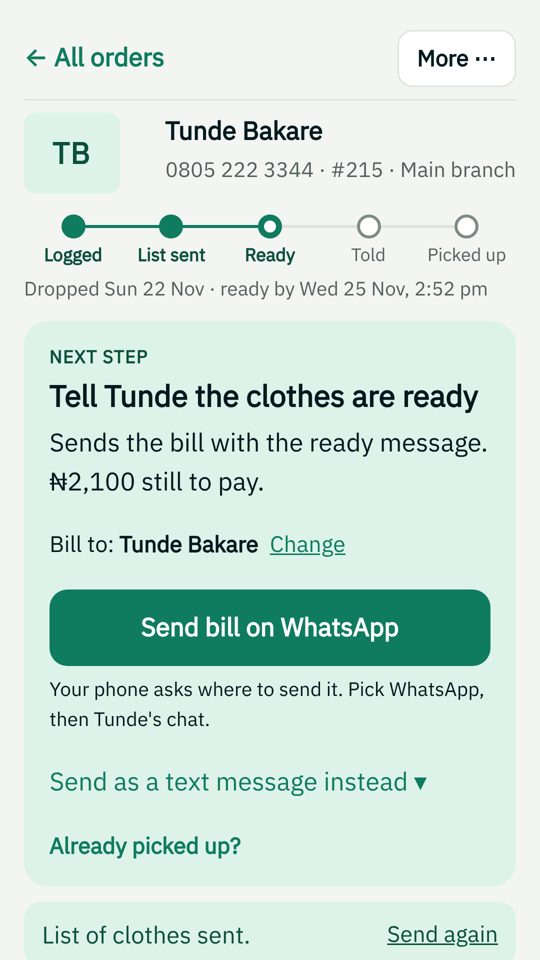 ← All orders
More ···
TB
Tunde Bakare
0805 222 3344 · #215 · Main branch
Logged
List sent
Ready
Told
Picked up
Dropped Sun 22 Nov · ready by Wed 25 Nov, 2:52 pm
NEXT STEP
Tell Tunde the clothes are ready
Sends the bill with the ready message.
₦2,100 still to pay.
Bill to: Tunde Bakare Change
Send bill on WhatsApp
Your phone asks where to send it. Pick WhatsApp,
then Tunde's chat.
Send as a text message instead ▾
Already picked up?
List of clothes sent.
Send again